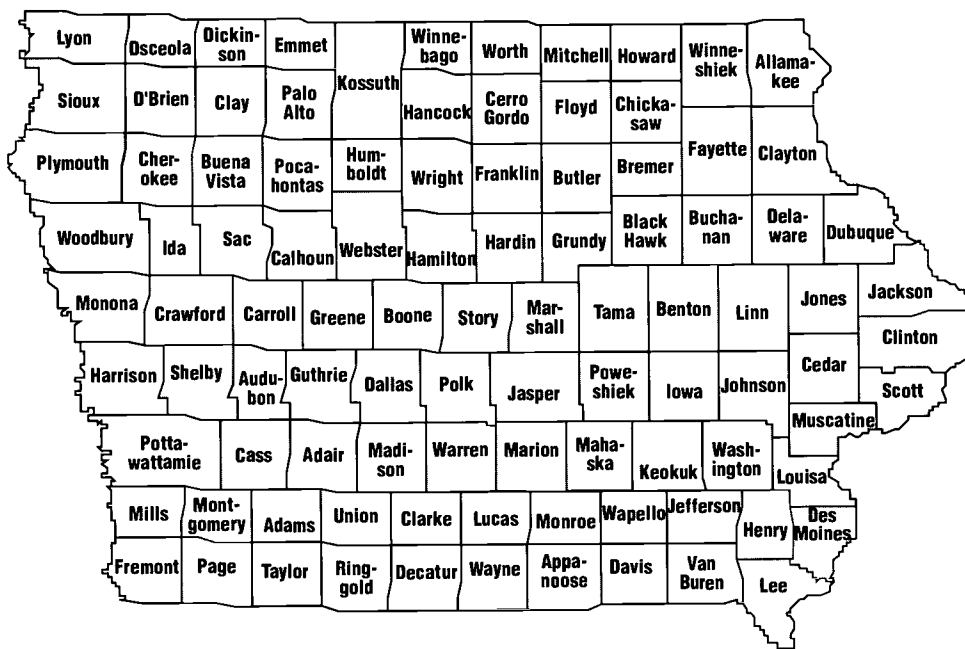 Lyon
Osceola
Dickin-
son
Emmet
Kossuth
Winne-
bago
Worth
Mitchell
Howard
Winne-
shiek
Allama-
kee
Sioux
O'Brien
Clay
Palo
Alto
Hancock
Cerro
Gordo
Floyd
Chicka-
saw
Plymouth
Cher-
okee
Buena
Vista
Poca-
hontas
Hum-
boldt
Wright
Franklin
Butler
Bremer
Fayette
Clayton
Woodbury
Ida
Sac
Calhoun
Webster
Hamilton
Hardin
Grundy
Black
Hawk
Bucha-
nan
Dela-
ware
Dubuque
Monona
Crawford
Carroll
Greene
Boone
Story
Mar-
shall
Tama
Benton
Linn
Jones
Jackson
Clinton
Harrison
Shelby
Audu-
bon
Guthrie
Dallas
Polk
Jasper
Powe-
shiek
Iowa
Johnson
Cedar
Scott
Muscatine
Potta-
wattamie
Cass
Adair
Madi-
son
Warren
Marion
Maha-
ska
Keokuk
Wash-
ington
Louisa
Mills
Mont-
gomery
Adams
Union
Clarke
Lucas
Monroe
Wapello
Jefferson
Henry
Des
Moines
Fremont
Page
Taylor
Ring-
gold
Decatur
Wayne
Appa-
noose
Davis
Van
Buren
Lee